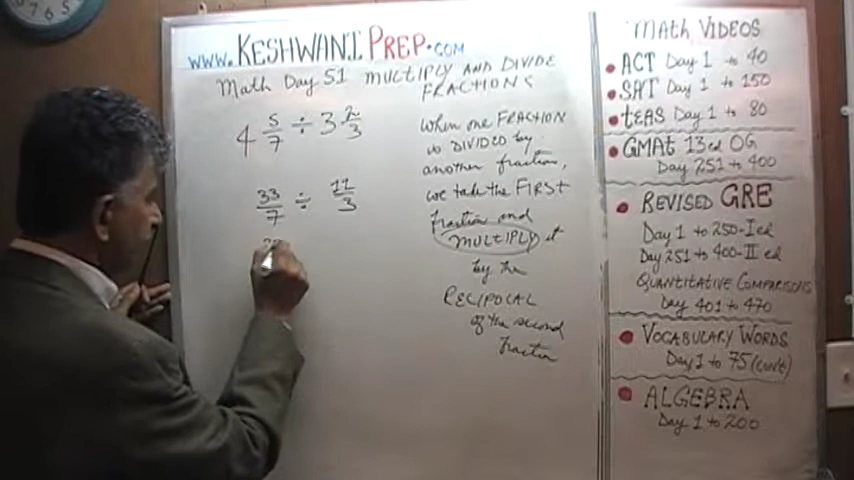 www.KESHWANI PREP.COM
Math Day 51 MULTIPLY AND DIVIDE
FRACTIONS
4 5/7 ÷ 3 2/3
33/7 ÷ 11/3
When one FRACTION
is DIVIDED by
another fraction,
we take the FIRST
fraction and
MULTIPLY it
by the
RECIPOCAL
of the second
fraction
Math VIDEOS
ACT Day 1 to 40
SAT Day 1 to 150
tEAS Day 1 to 80
GMAt 13 ed OG
Day 251 to 400
REVISED GRE
Day 1 to 250-I ed
Day 251 to 400-II ed
QUANTITATIVE COMPARISONS
Day 401 to 470
VOCABULARY WORDS
Day 1 to 75 (cont)
ALGEBRA
Day 1 to 200